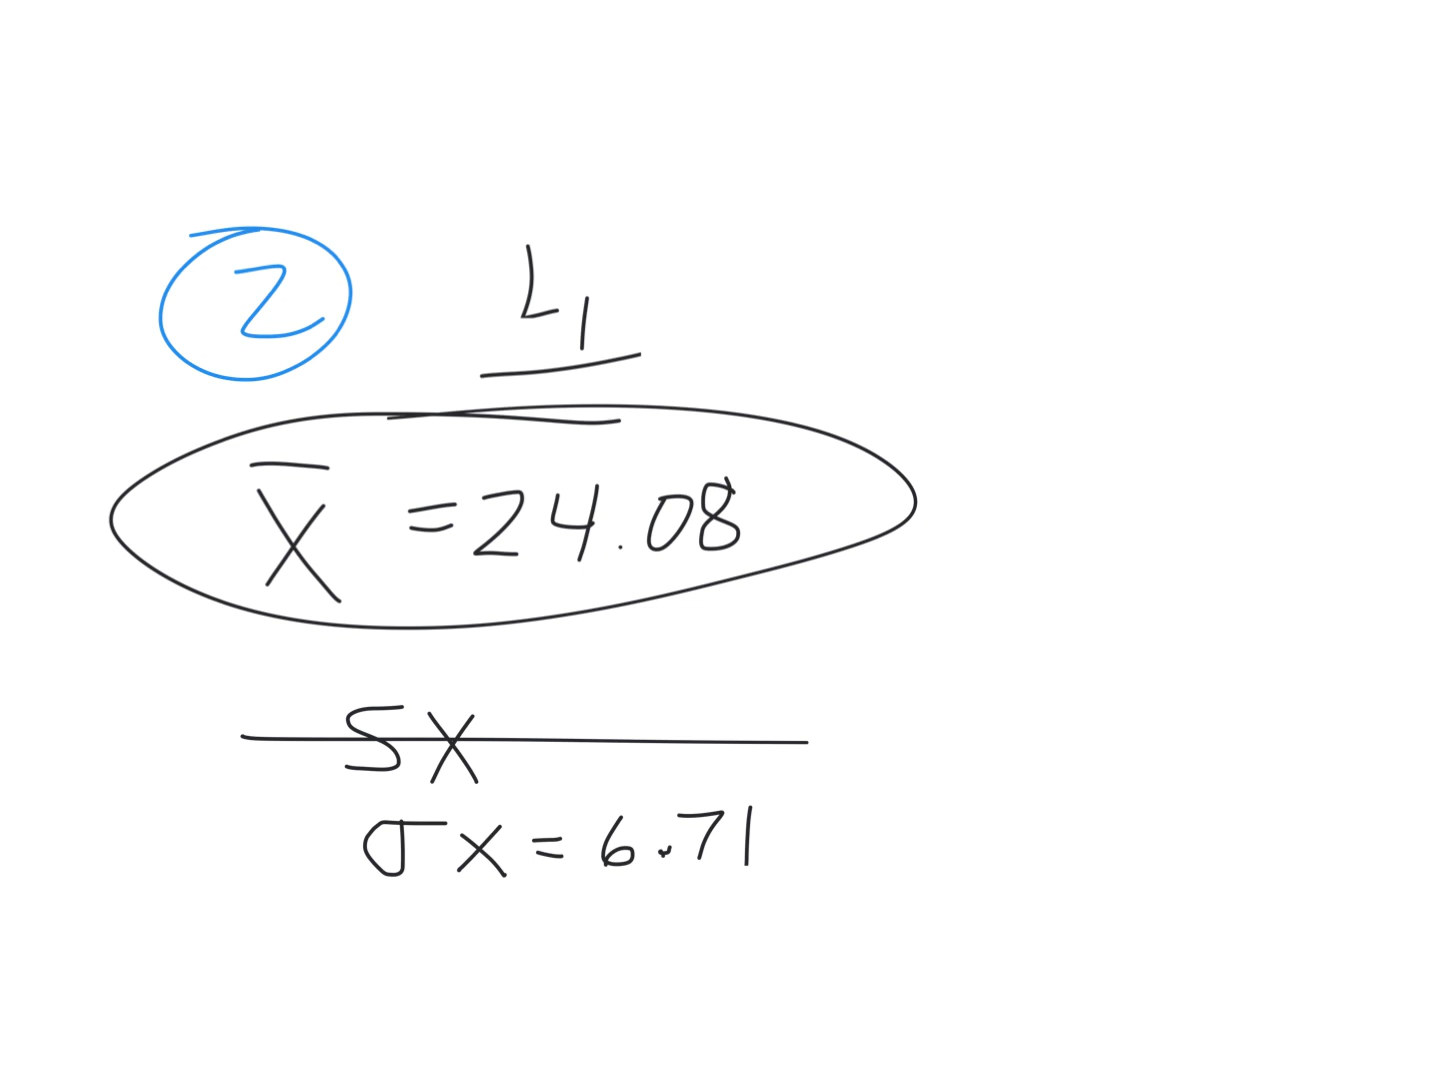 2 L₁
x̄ = 24.08
Sx
σx = 6.71